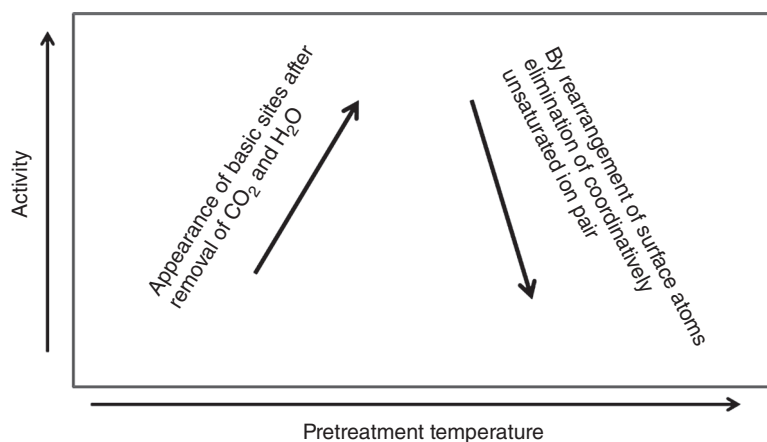 Activity
Appearance of basic sites after
removal of CO₂ and H₂O
By rearrangement of surface atoms
elimination of coordinatively
unsaturated ion pair
Pretreatment temperature